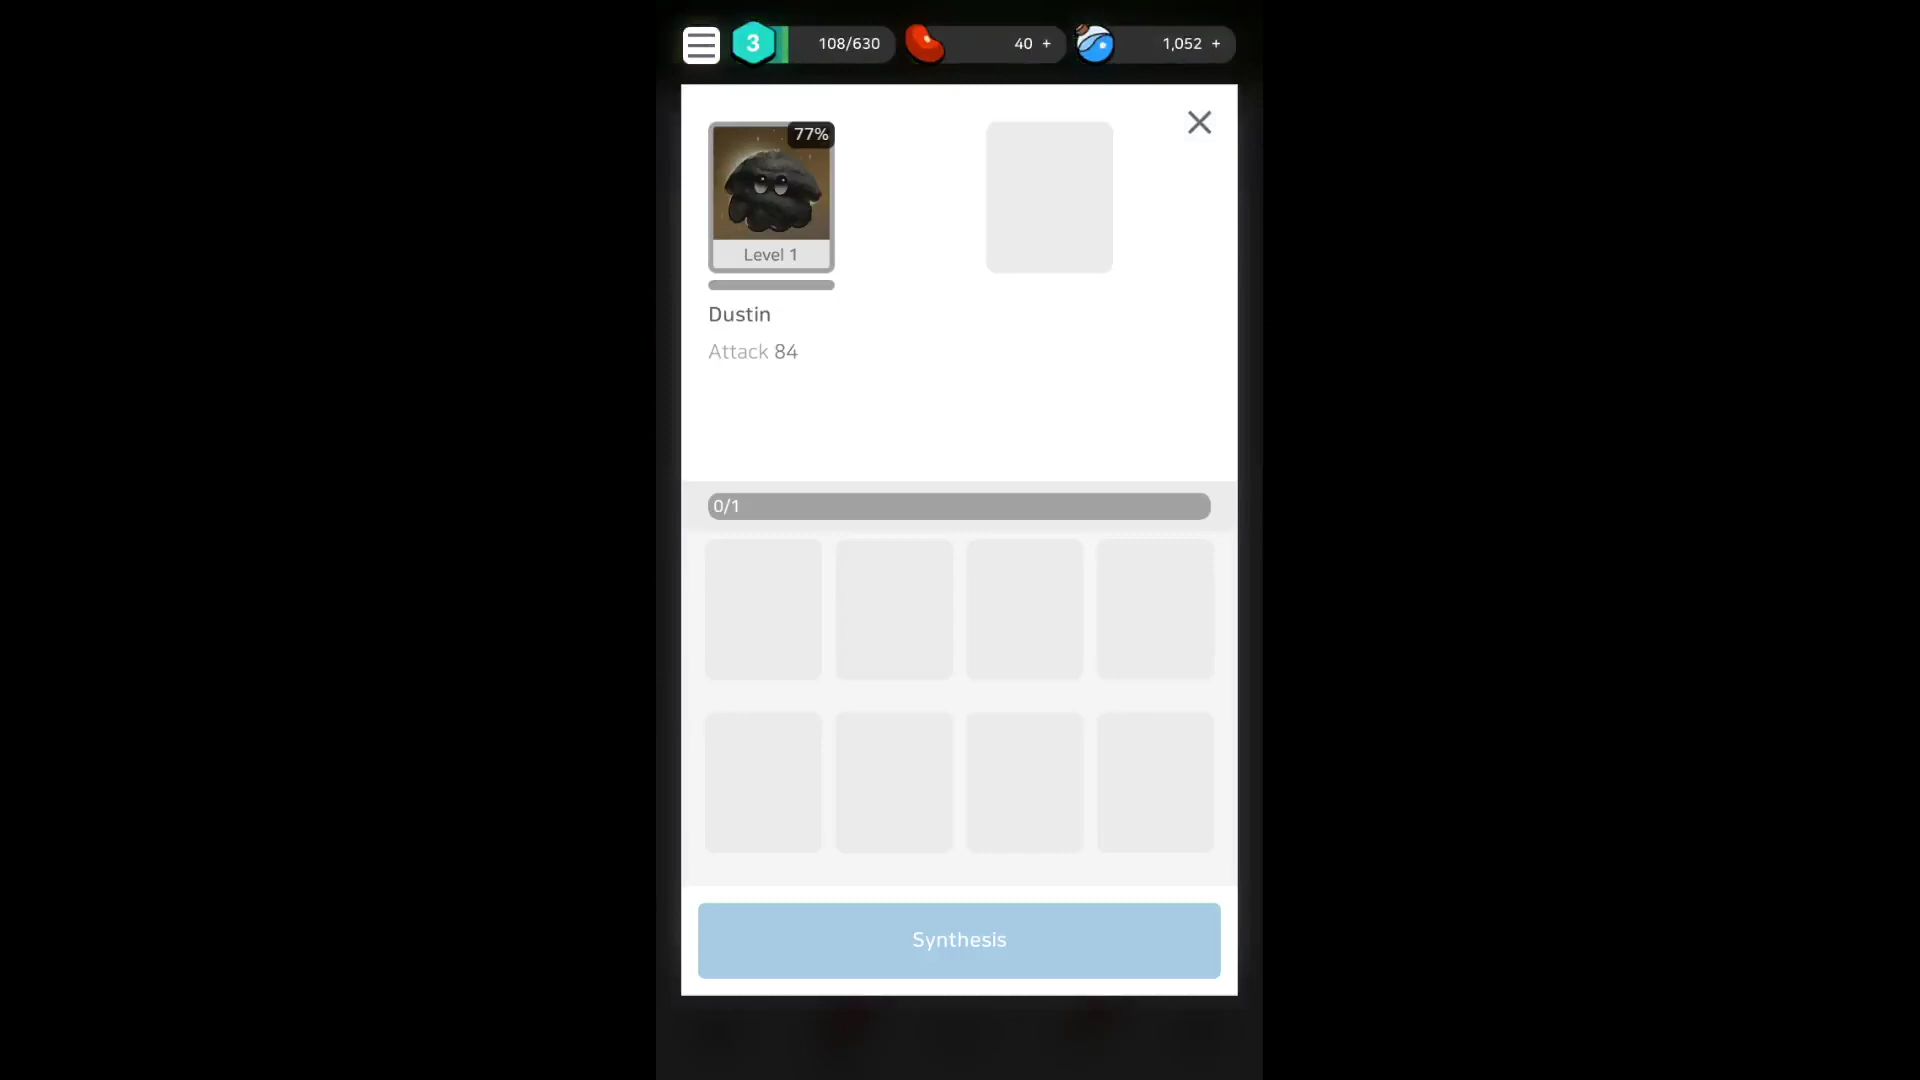 3 108/630 40 + 1,052 +
77%
Level 1
Dustin
Attack 84
0/1
Synthesis